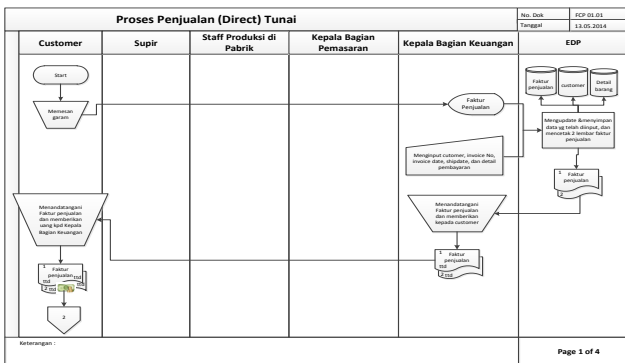 Proses Penjualan (Direct) Tunai
No. Dok
FCP 01.01
Tanggal
13.05.2014
Customer
Supir
Staff Produksi di
Pabrik
Kepala Bagian
Pemasaran
Kepala Bagian Keuangan
EDP
Start
Memesan
garam
Faktur
Penjualan
Faktur
penjualan
customer
Detail
barang
Mengupdate &menyimpan
data yg telah diinput, dan
mencetak 2 lembar faktur
penjualan
Menginput cutomer, invoice No,
invoice date, shipdate, dan detail
pembayaran
1
Faktur
penjualan
2
Menandatangani
Faktur penjualan
dan memberikan
uang kpd Kepala
Bagian Keuangan
Menandatangani
Faktur penjualan
dan memberikan
kepada customer
1
Faktur
penjualan
ttd
2 ttd
1
Faktur
penjualan
ttd
ttd
2 ttd
ttd
2
Keterangan :
Page 1 of 4